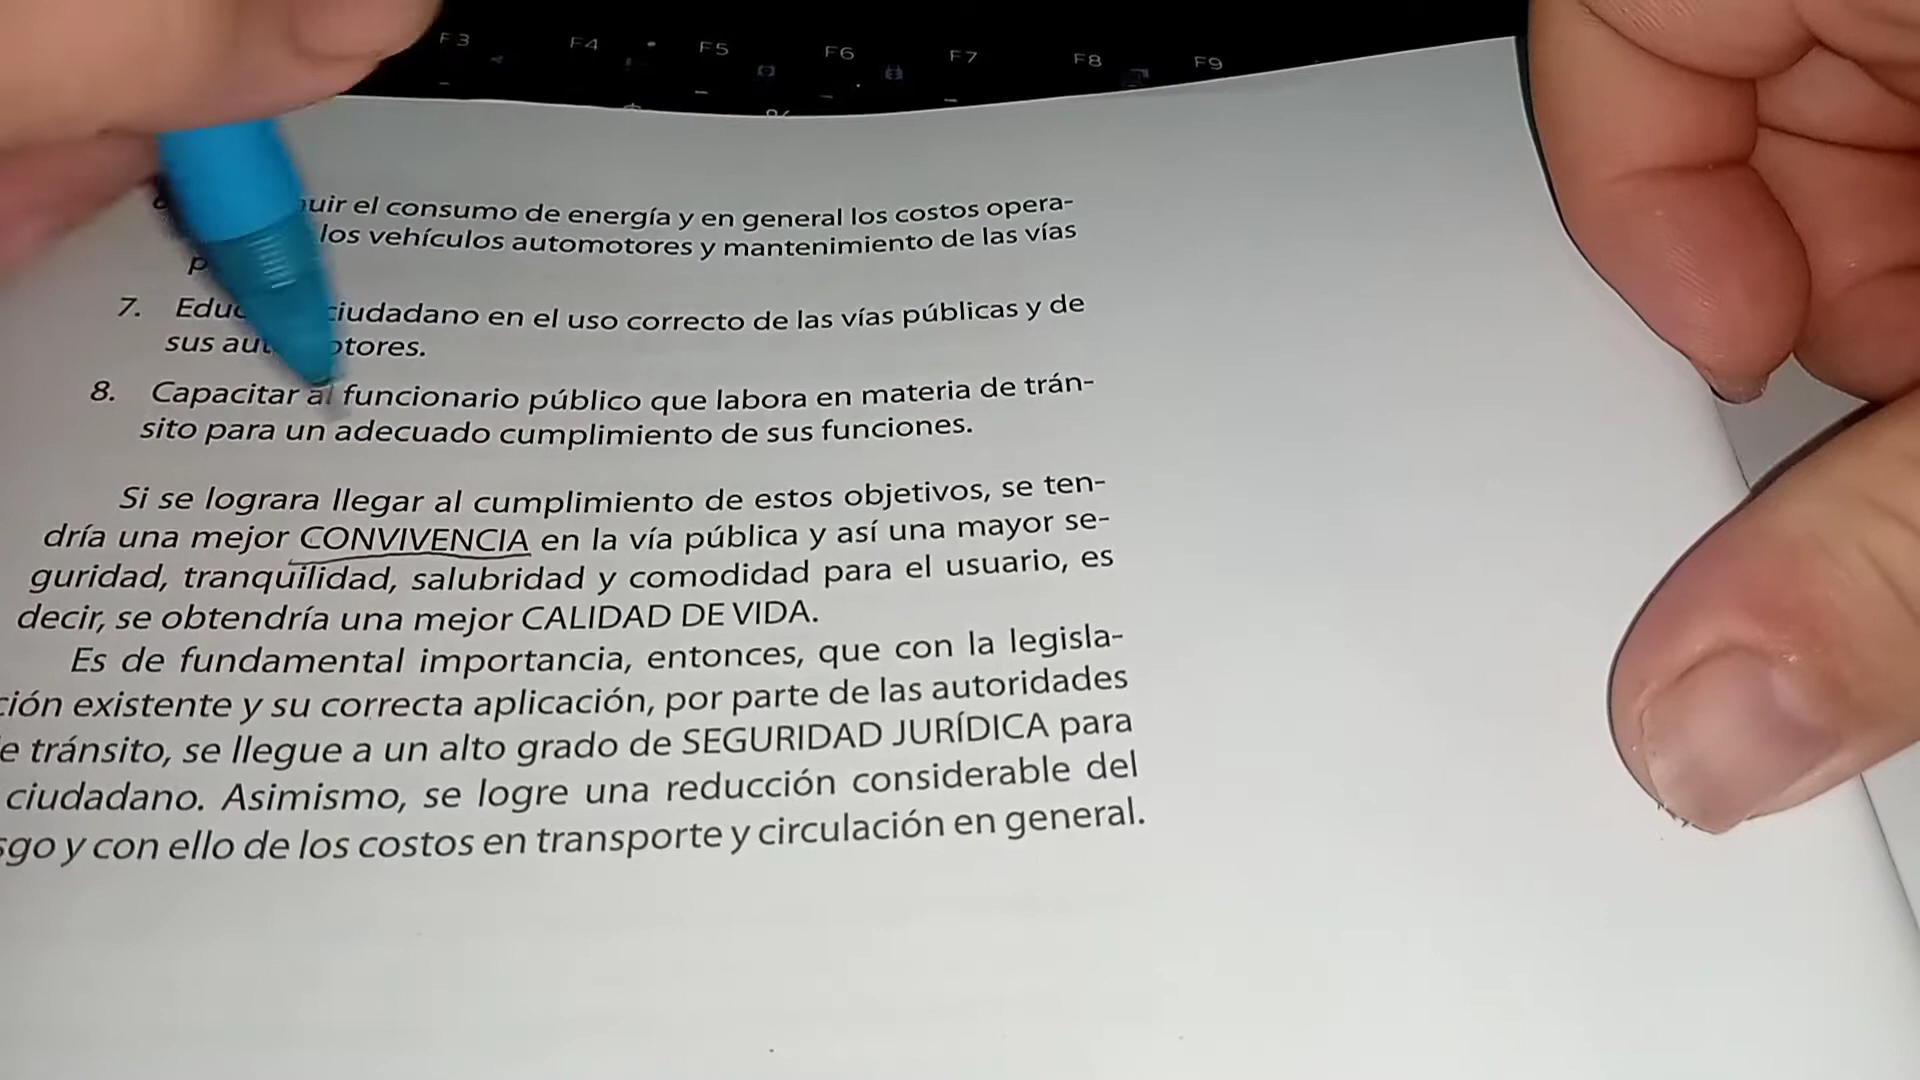 F3 F4 F5 F6 F7 F8 F9
el consumo de energía y en general los costos opera-
los vehículos automotores y mantenimiento de las vías
7. ciudadano en el uso correcto de las vías públicas y de
sus
8. Capacitar al funcionario público que labora en materia de trán-
sito para un adecuado cumplimiento de sus funciones.
Si se lograra llegar al cumplimiento de estos objetivos, se ten-
dría una mejor CONVIVENCIA en la vía pública y así una mayor se-
guridad, tranquilidad, salubridad y comodidad para el usuario, es
decir, se obtendría una mejor CALIDAD DE VIDA.
Es de fundamental importancia, entonces, que con la legisla-
ción existente y su correcta aplicación, por parte de las autoridades
tránsito, se llegue a un alto grado de SEGURIDAD JURÍDICA para
ciudadano. Asimismo, se logre una reducción considerable del
y con ello de los costos en transporte y circulación en general.